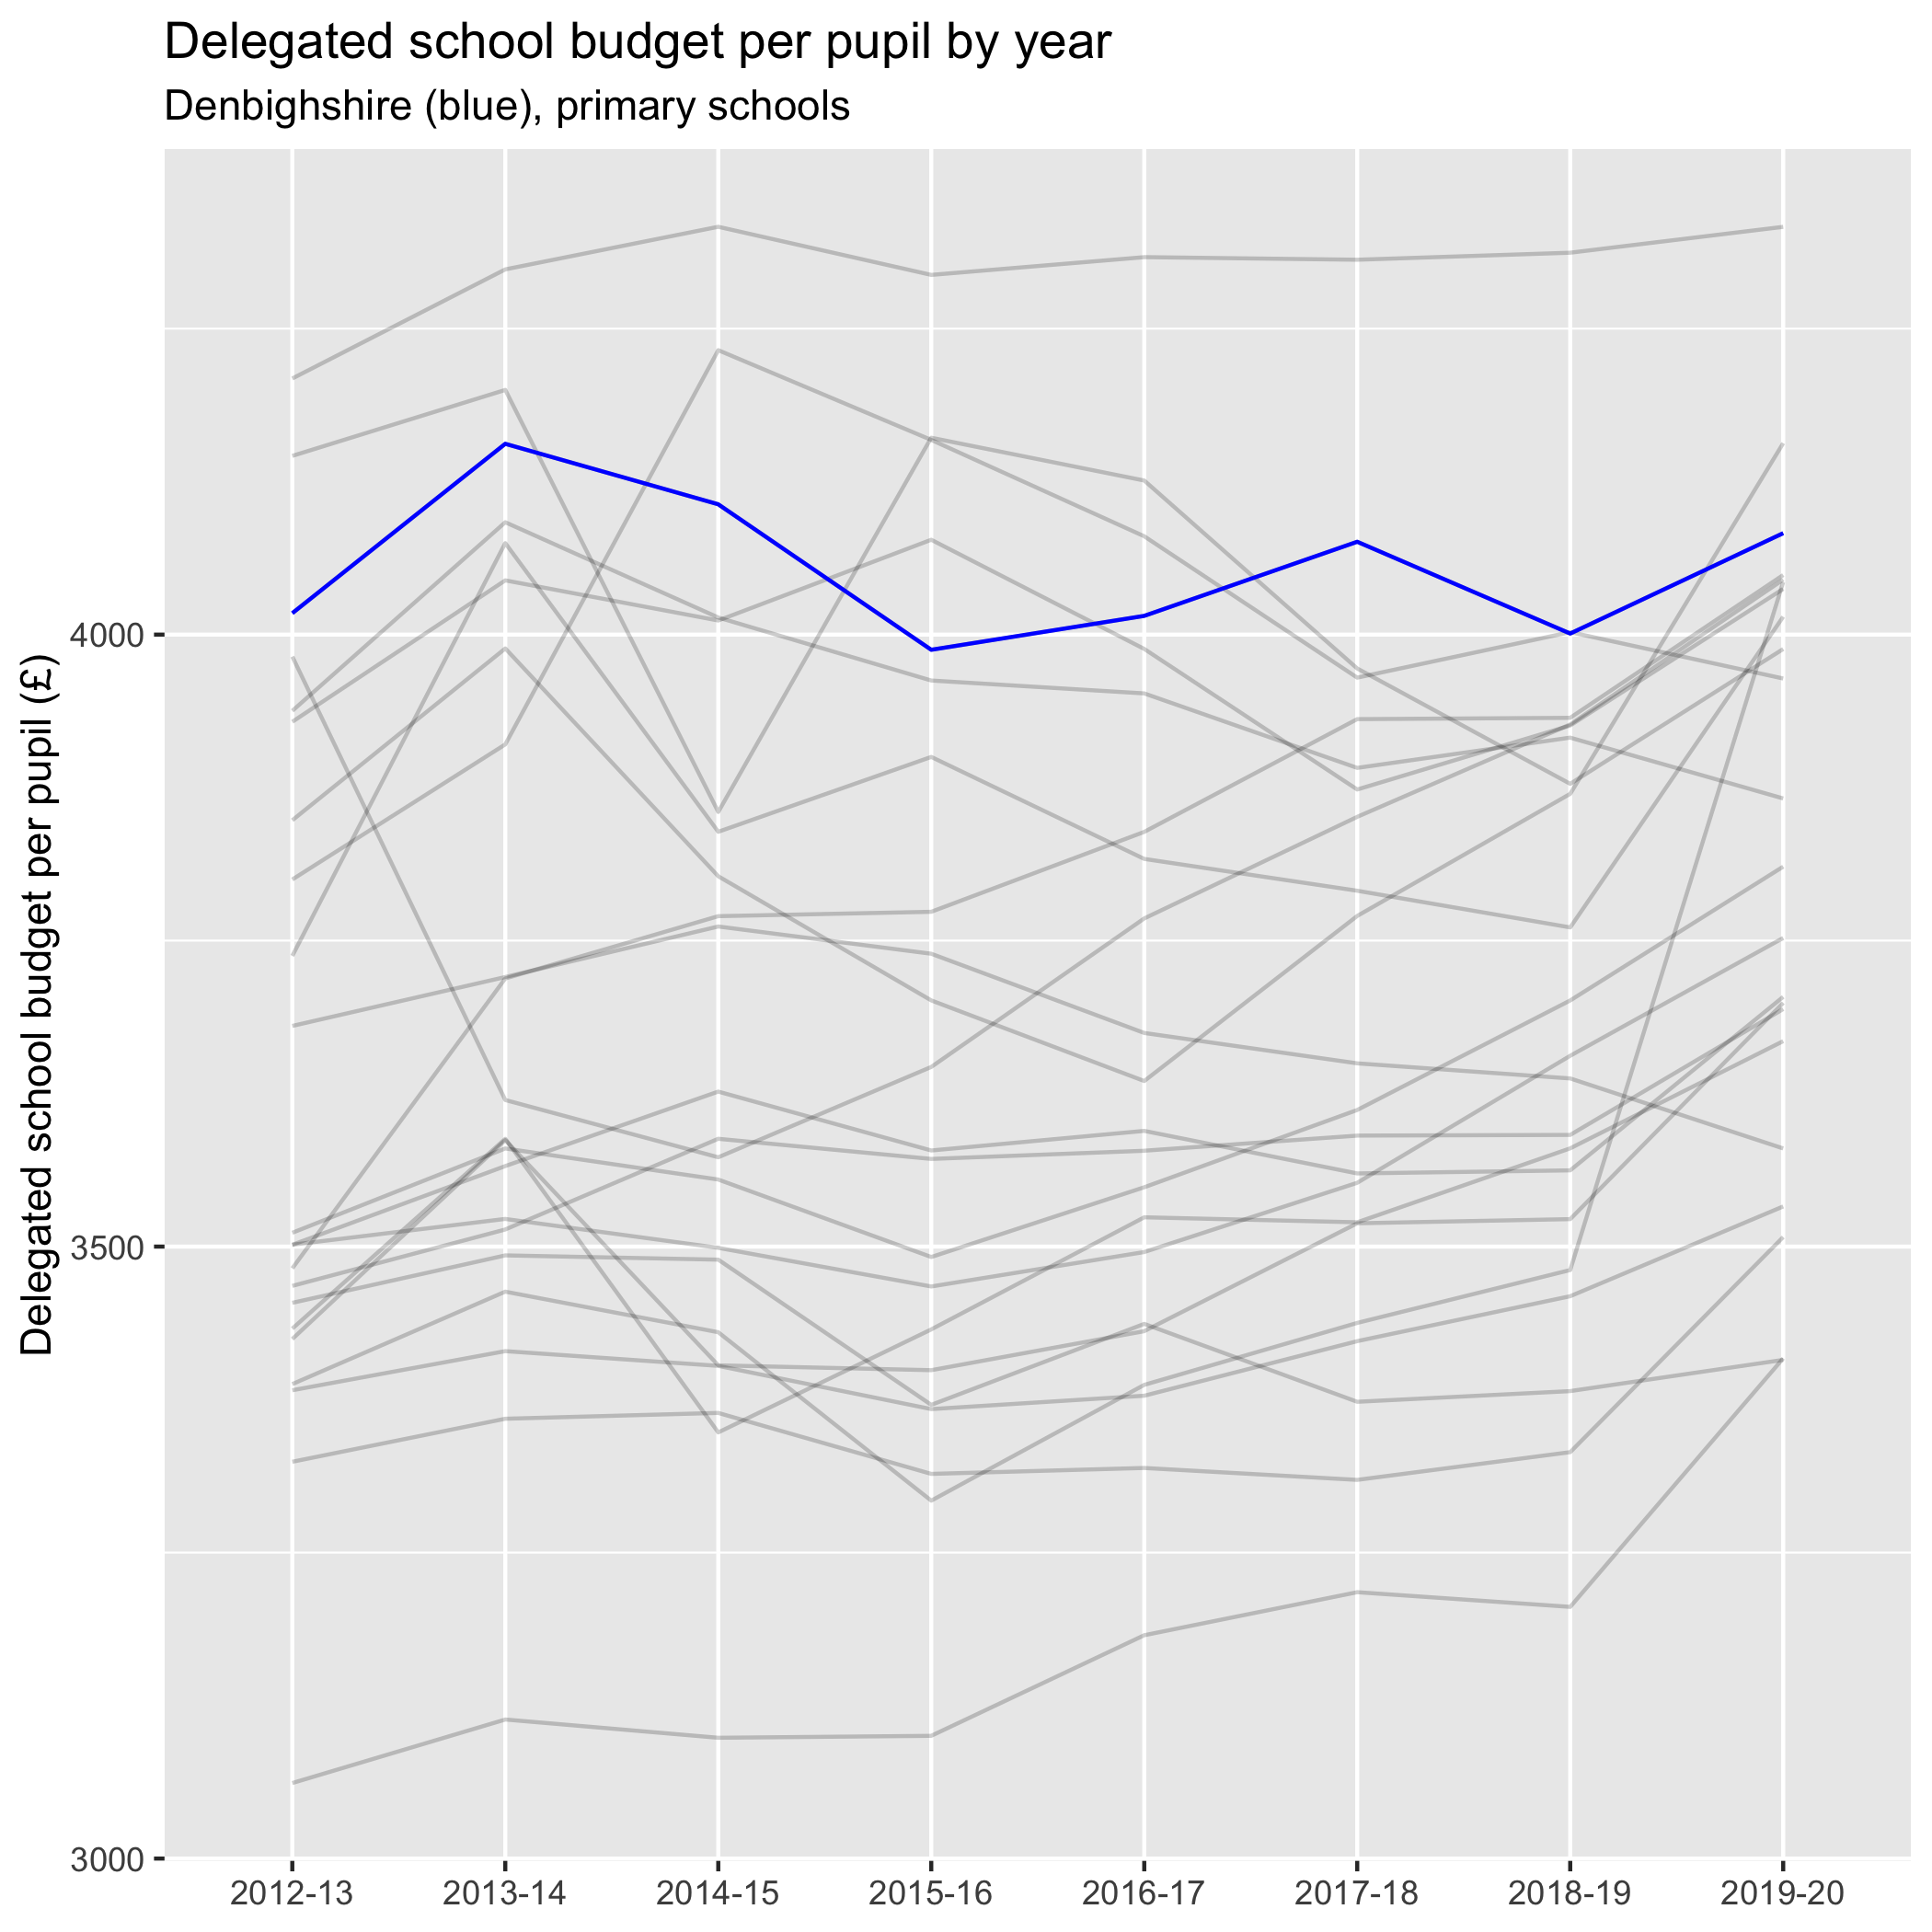 Delegated school budget per pupil by year
Denbighshire (blue), primary schools
Delegated school budget per pupil (£)
4000
3500
3000
2012-13 2013-14 2014-15 2015-16 2016-17 2017-18 2018-19 2019-20